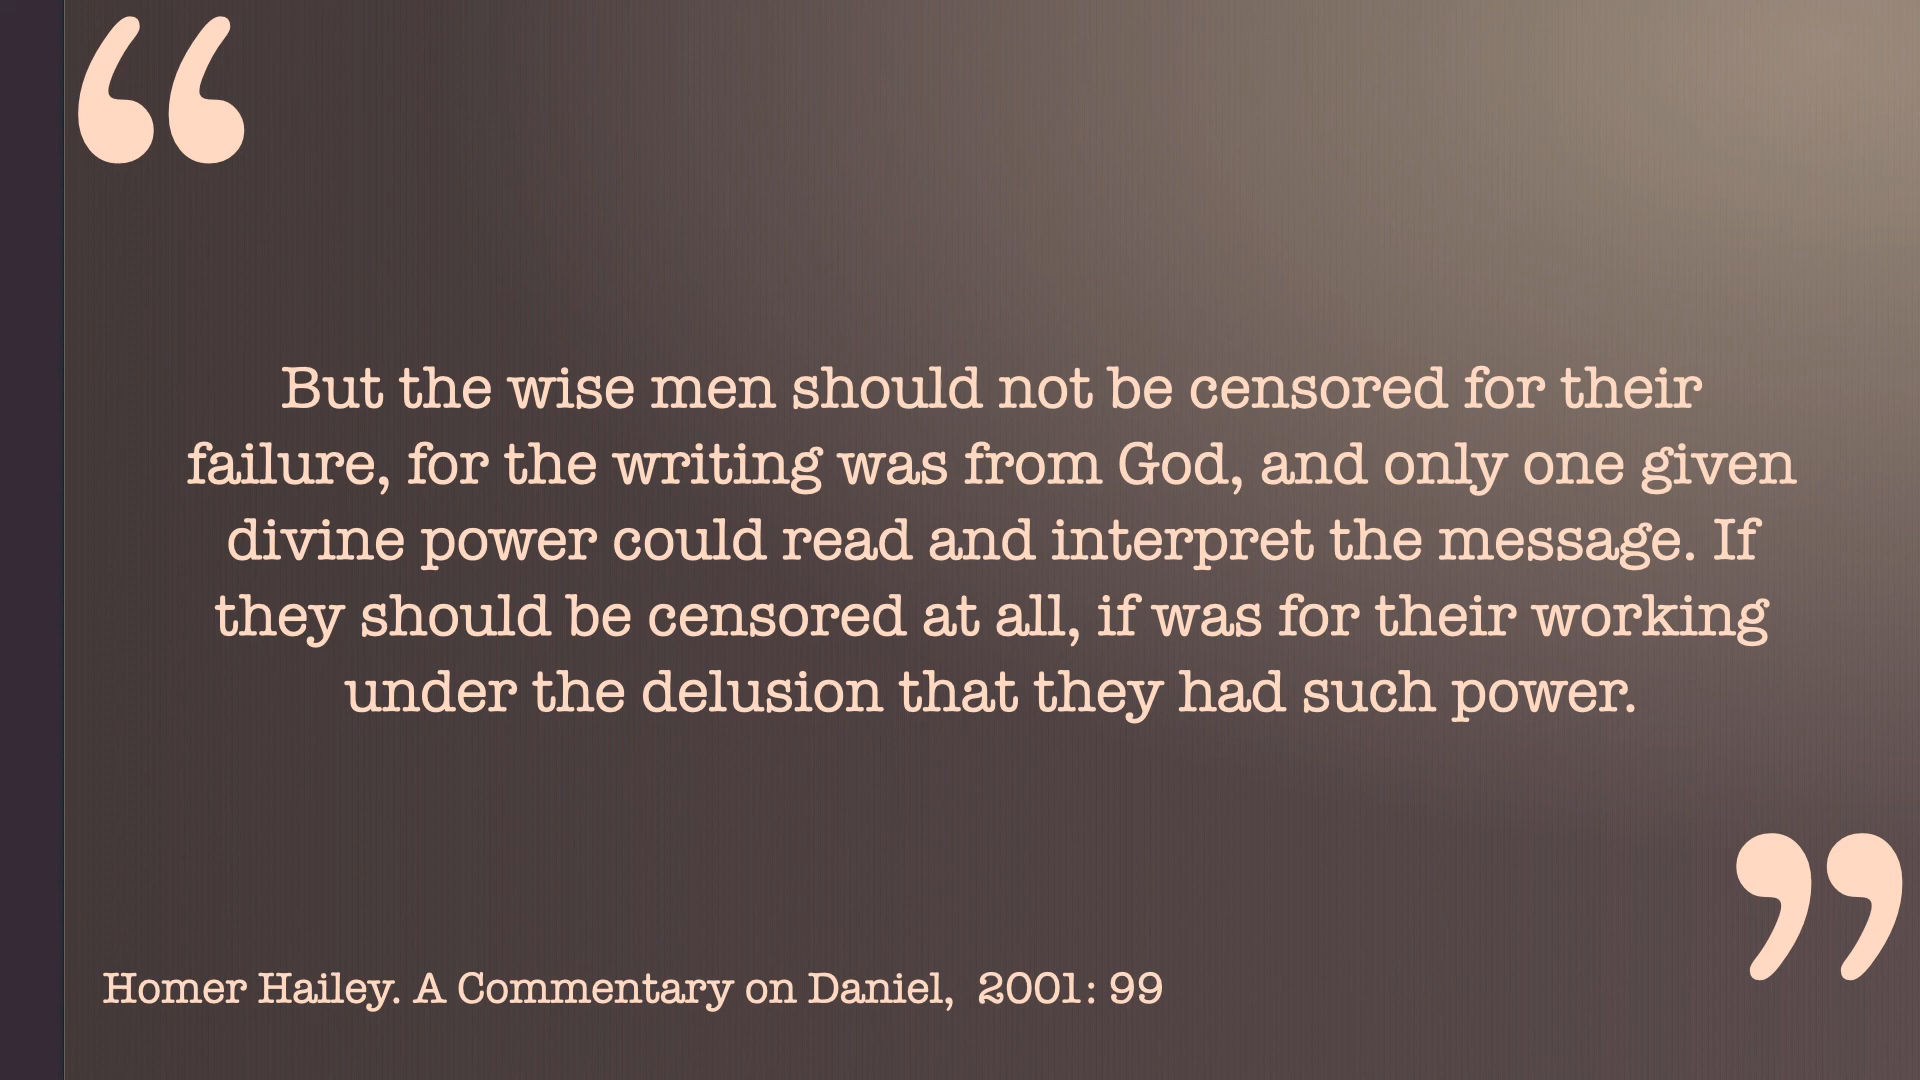 “
But the wise men should not be censored for their
failure, for the writing was from God, and only one given
divine power could read and interpret the message. If
they should be censored at all, if was for their working
under the delusion that they had such power.
”
Homer Hailey. A Commentary on Daniel,  2001: 99